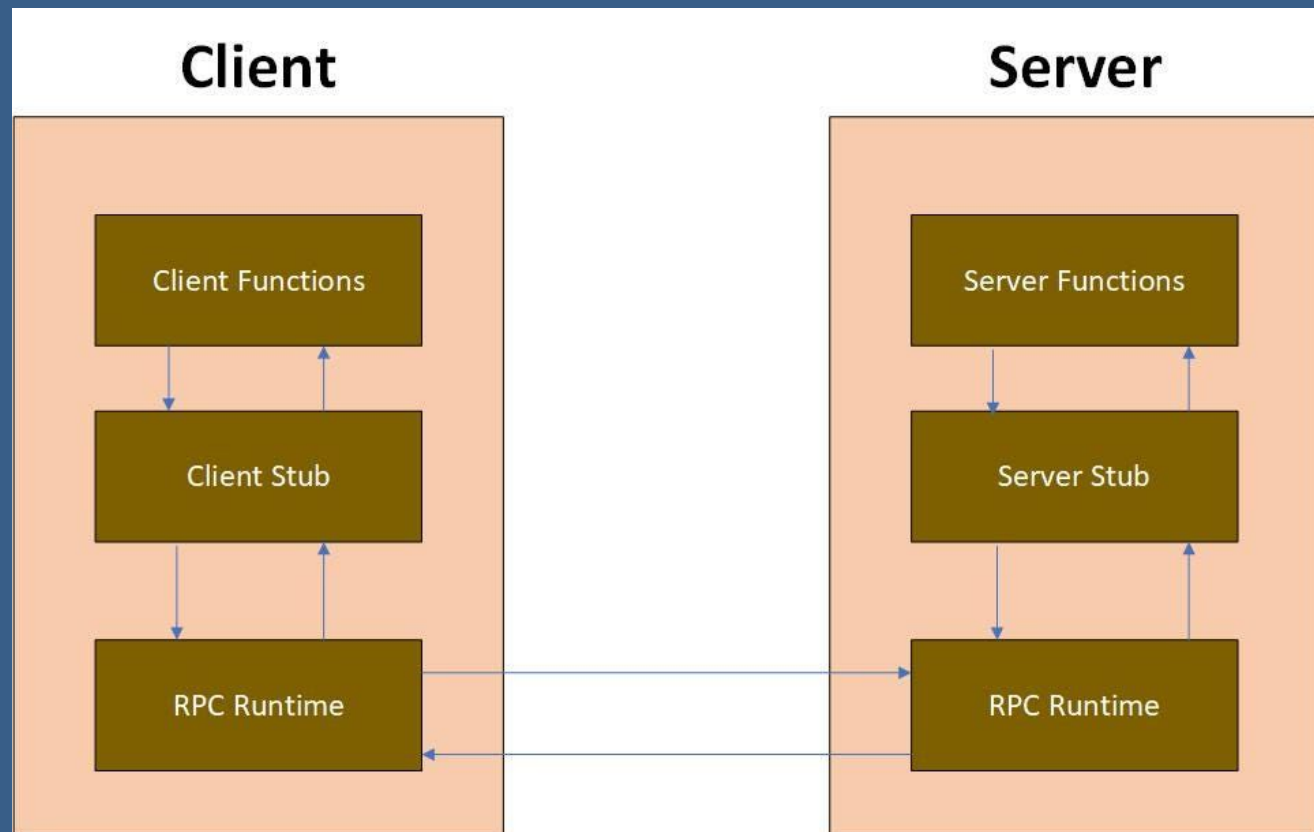 Client
Server
Client Functions
Server Functions
Client Stub
Server Stub
RPC Runtime
RPC Runtime